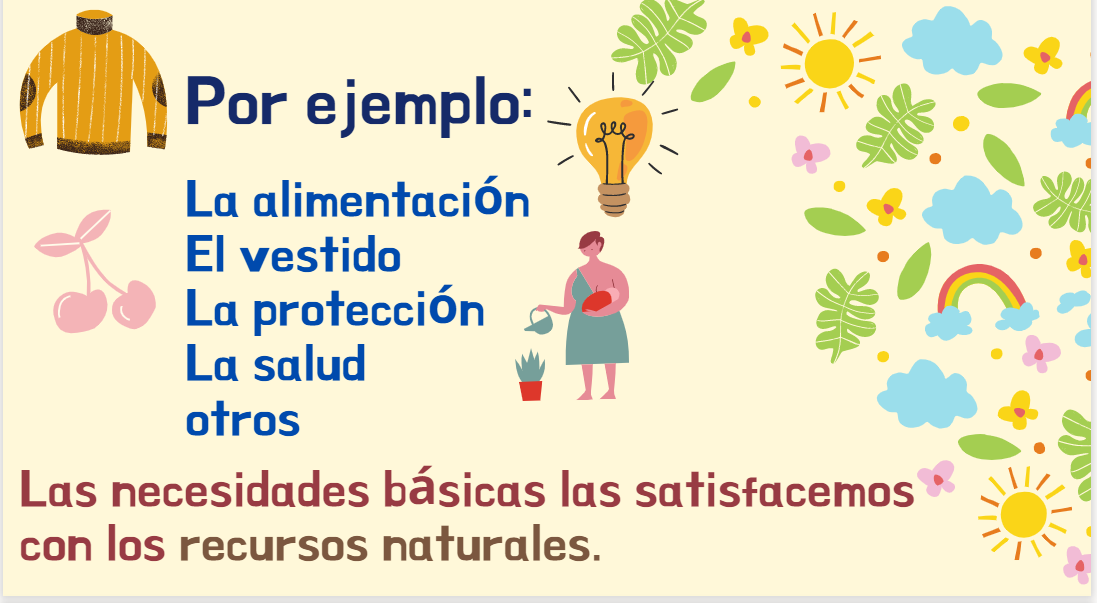 Por ejemplo:
La alimentación
El vestido
La protección
La salud
otros
Las necesidades básicas las satisfacemos
con los recursos naturales.